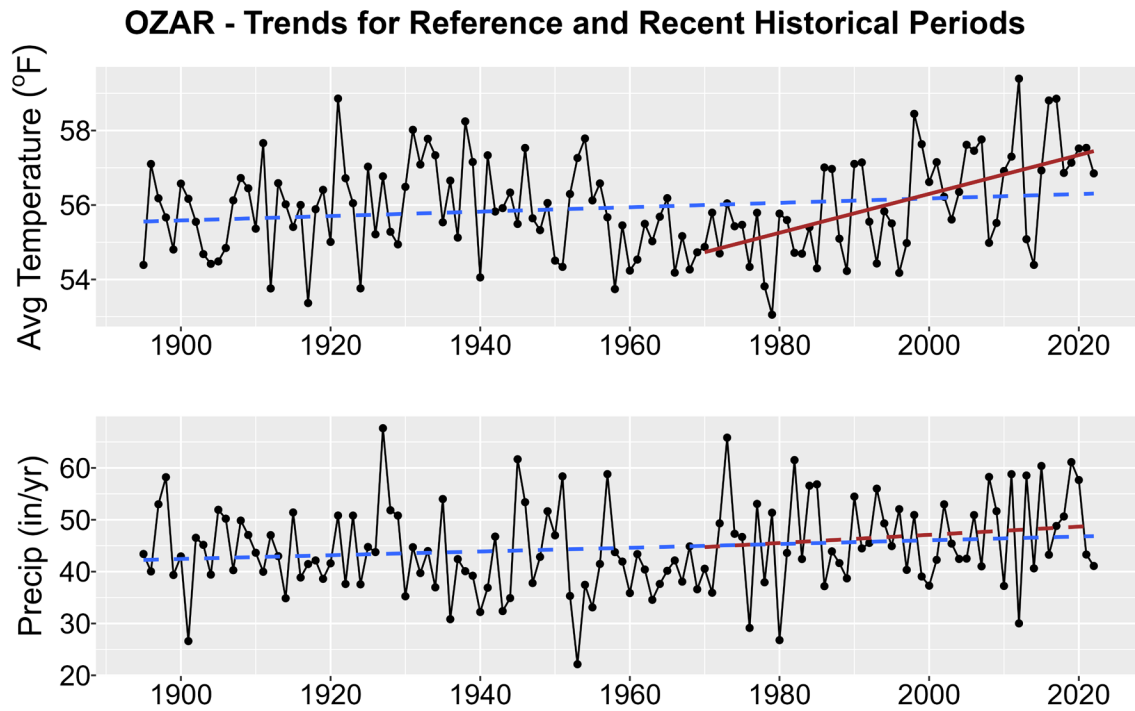 OZAR - Trends for Reference and Recent Historical Periods
Avg Temperature (°F)
58
56
54
1900 1920 1940 1960 1980 2000 2020
Precip (in/yr)
60
50
40
30
20
1900 1920 1940 1960 1980 2000 2020